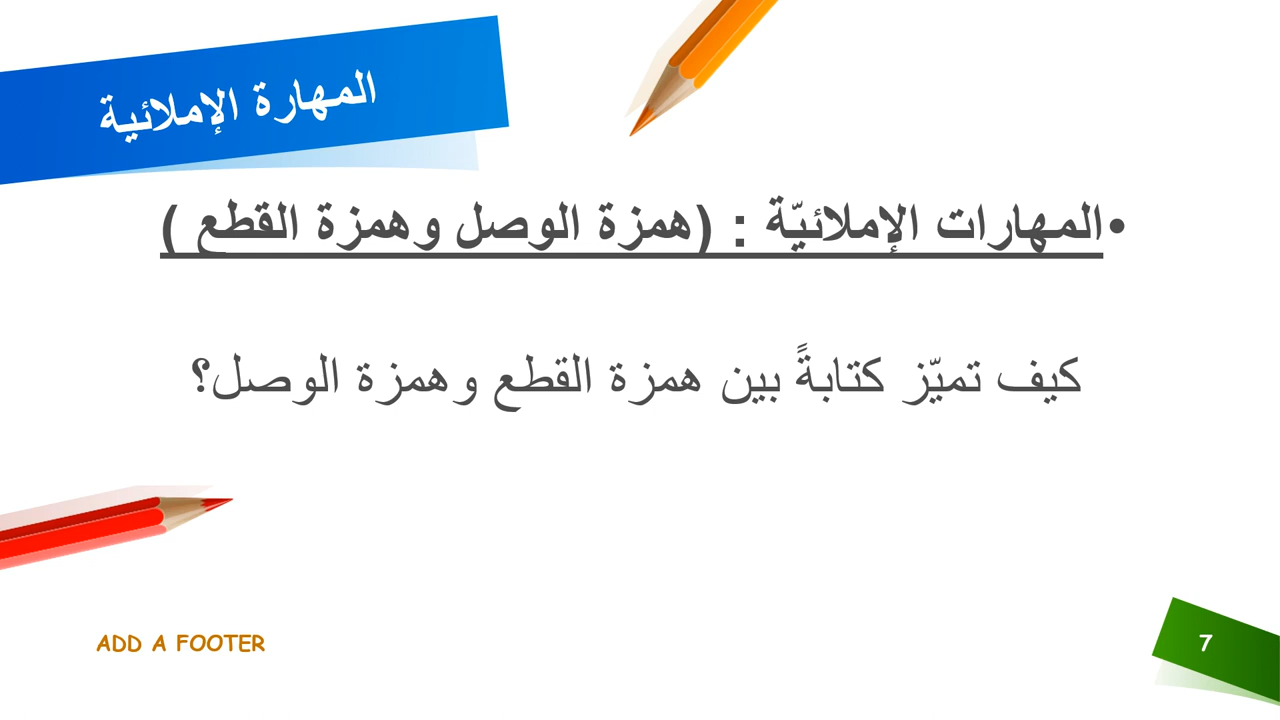 المهارة الإملائية
•المهارات الإملائيّة : (همزة الوصل وهمزة القطع )
كيف تميّز كتابةً بين همزة القطع وهمزة الوصل؟
ADD A FOOTER
7